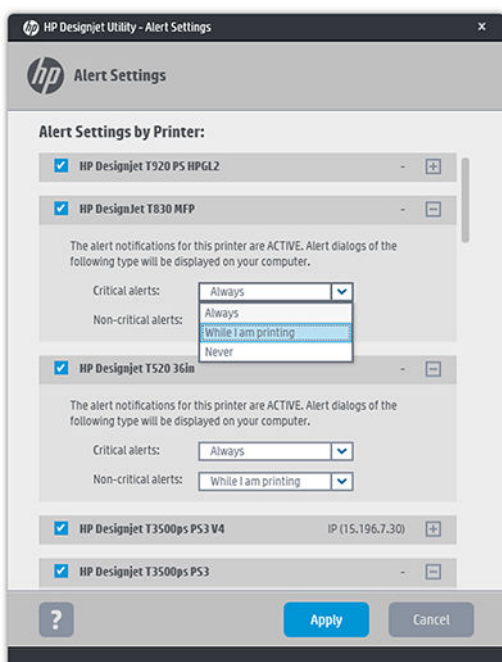 HP Designjet Utility - Alert Settings x
hp Alert Settings
Alert Settings by Printer:
HP Designjet T920 PS HPGL2 - +
HP DesignJet T830 MFP - -
The alert notifications for this printer are ACTIVE. Alert dialogs of the
following type will be displayed on your computer.
Critical alerts: Always
Non-critical alerts: Always
While I am printing
Never
HP Designjet T520 36in - -
The alert notifications for this printer are ACTIVE. Alert dialogs of the
following type will be displayed on your computer.
Critical alerts: Always
Non-critical alerts: While I am printing
HP Designjet T3500ps PS3 V4 IP (15.196.7.30) +
HP Designjet T3500ps PS3 - -
? Apply Cancel